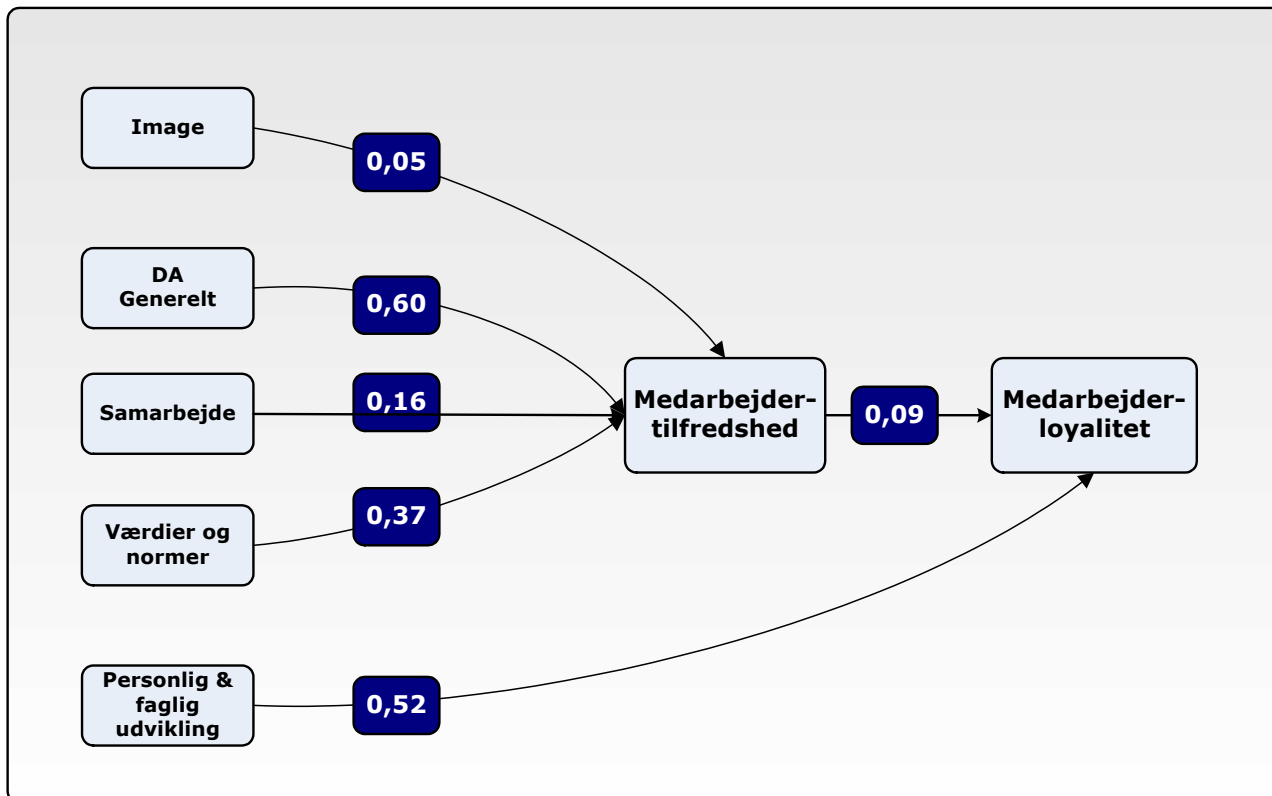 Image
0,05
DA
Generelt
0,60
Samarbejde
0,16
Værdier og
normer
0,37
Personlig &
faglig
udvikling
0,52
Medarbejder-
tilfredshed
0,09
Medarbejder-
loyalitet